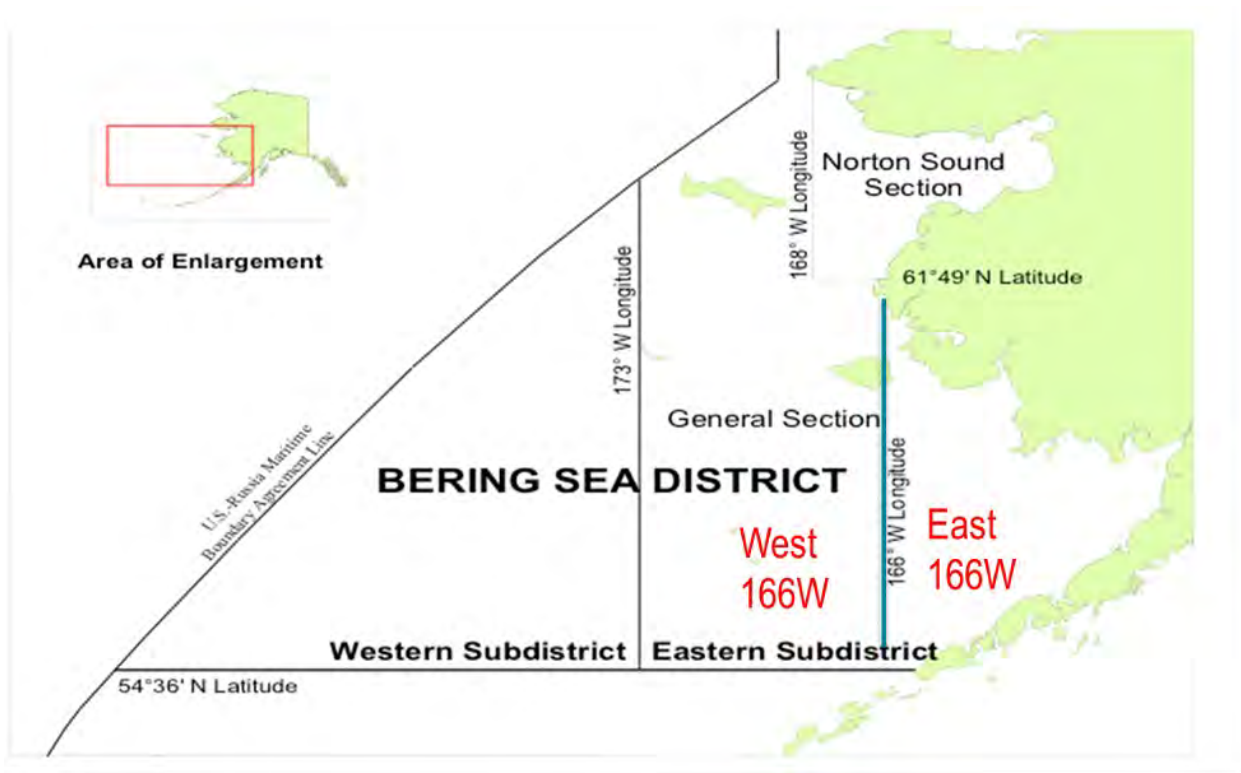 168° W Longitude
Norton Sound
Section
Area of Enlargement
61°49' N Latitude
173° W Longitude
General Section
U.S.-Russia Maritime
Boundary Agreement Line
BERING SEA DISTRICT
166° W Longitude
West
166W
East
166W
Western Subdistrict
Eastern Subdistrict
54°36' N Latitude